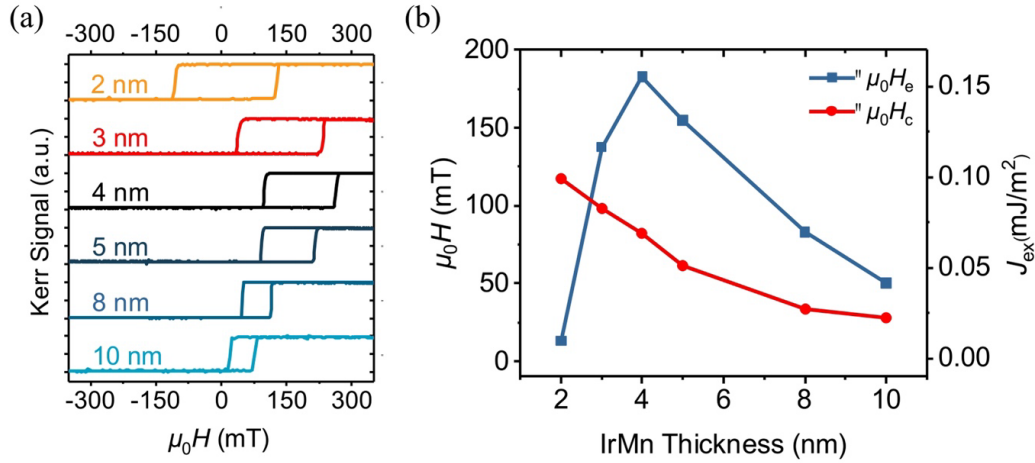 (a)
-300 -150 0 150 300
2 nm
3 nm
4 nm
5 nm
8 nm
10 nm
Kerr Signal (a.u.)
-300 -150 0 150 300
μ₀H (mT)
(b)
200
150
100
50
0
μ₀H (mT)
" μ₀Hₑ
" μ₀H꜀
0.15
0.10
0.05
0.00
Jₑₓ(mJ/m²)
2 4 6 8 10
IrMn Thickness (nm)